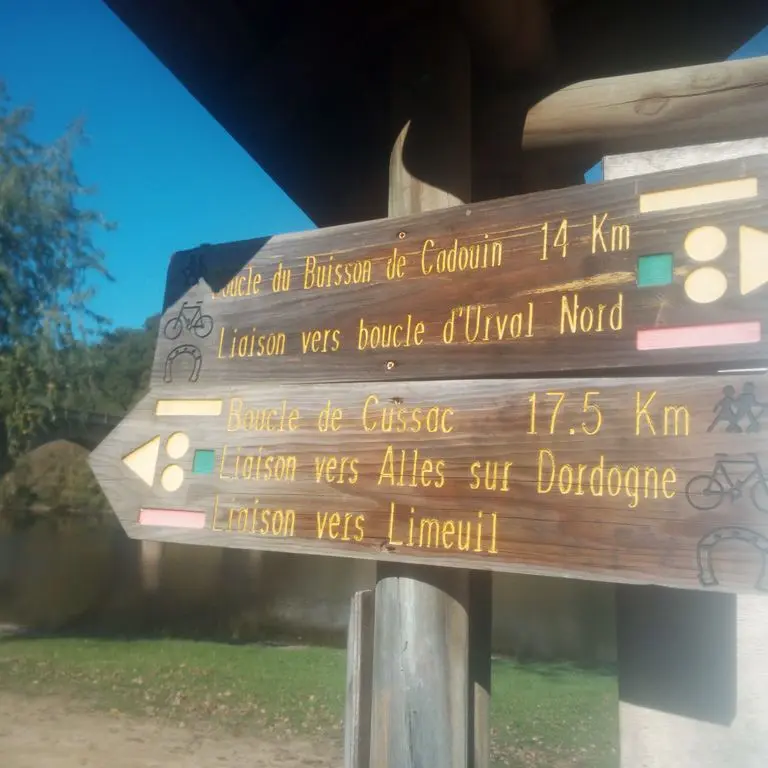 Boucle du Buisson de Cadouin 14 Km
Liaison vers boucle d'Urval Nord
Boucle de Cussac 17.5 Km
Liaison vers Alles sur Dordogne
Liaison vers Limeuil